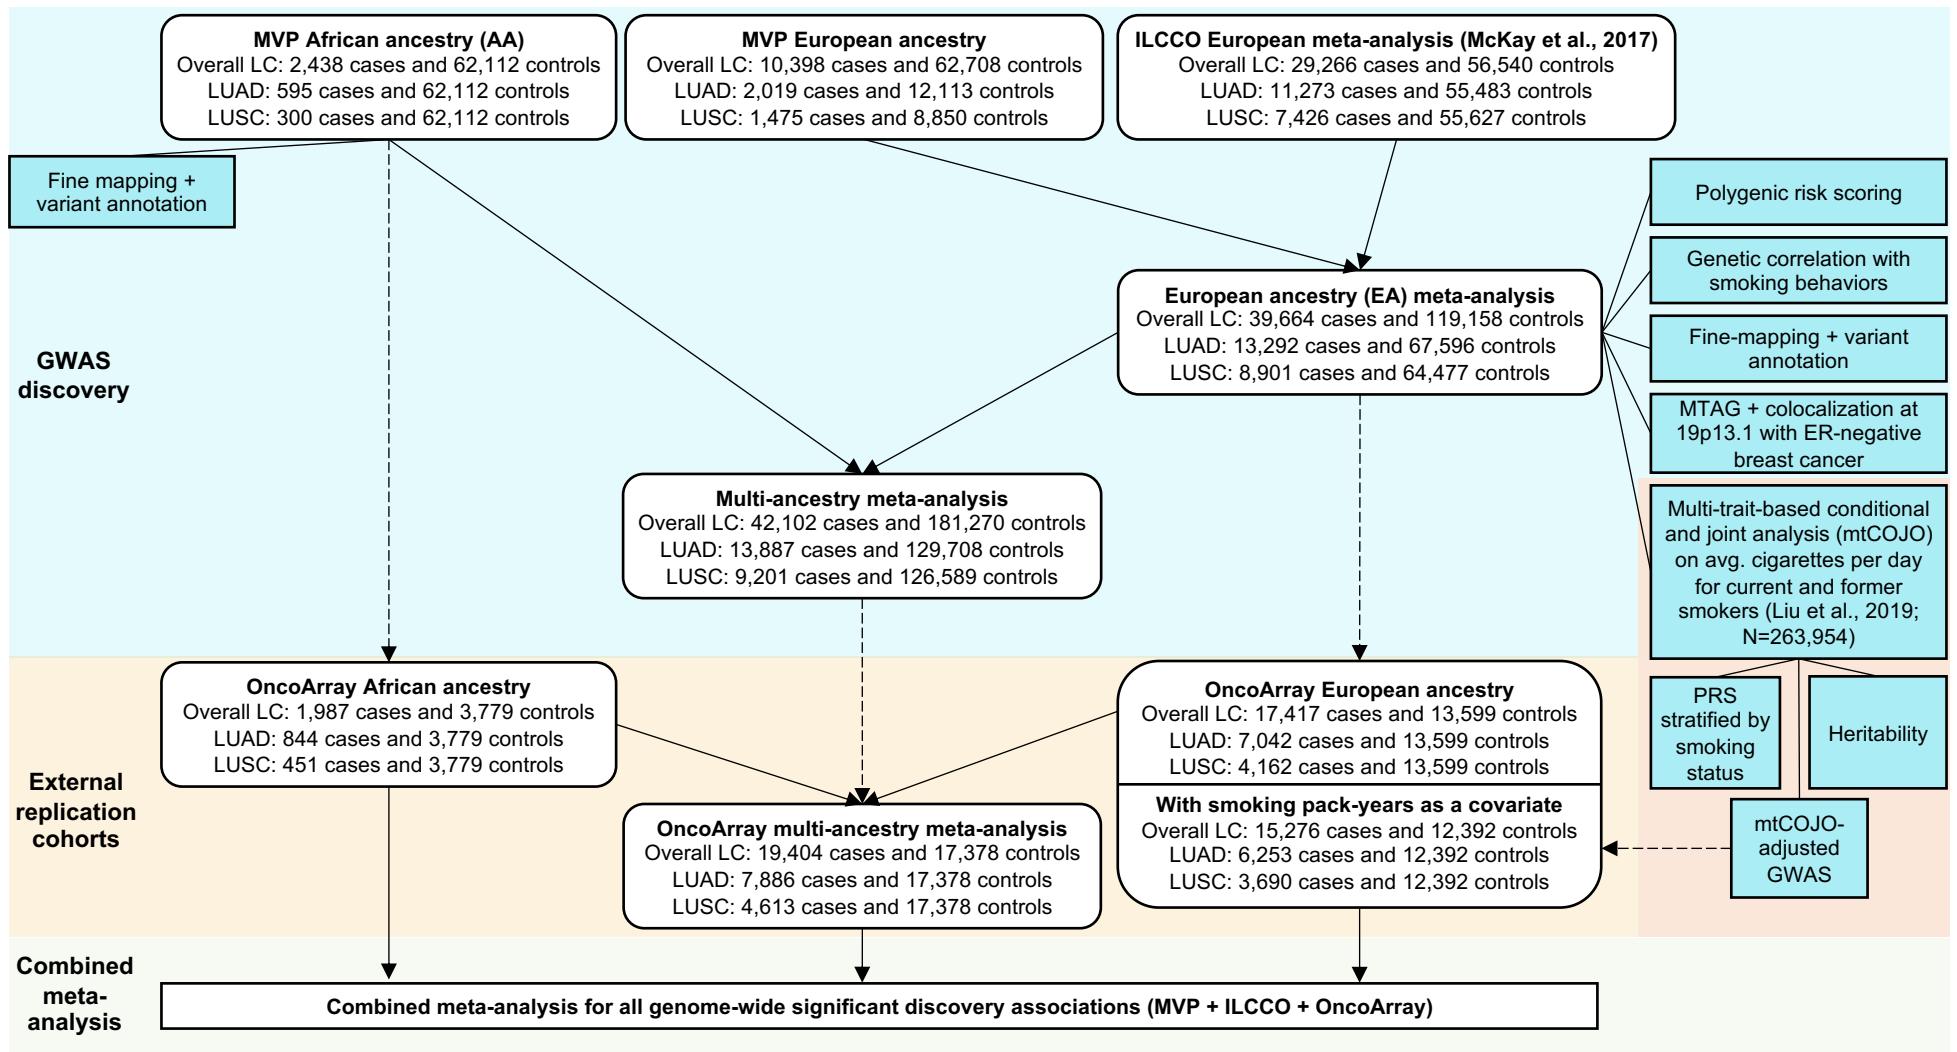 MVP African ancestry (AA)
Overall LC: 2,438 cases and 62,112 controls
LUAD: 595 cases and 62,112 controls
LUSC: 300 cases and 62,112 controls
MVP European ancestry
Overall LC: 10,398 cases and 62,708 controls
LUAD: 2,019 cases and 12,113 controls
LUSC: 1,475 cases and 8,850 controls
ILCCO European meta-analysis (McKay et al., 2017)
Overall LC: 29,266 cases and 56,540 controls
LUAD: 11,273 cases and 55,483 controls
LUSC: 7,426 cases and 55,627 controls
Fine mapping +
variant annotation
GWAS
discovery
European ancestry (EA) meta-analysis
Overall LC: 39,664 cases and 119,158 controls
LUAD: 13,292 cases and 67,596 controls
LUSC: 8,901 cases and 64,477 controls
Polygenic risk scoring
Genetic correlation with
smoking behaviors
Fine-mapping + variant
annotation
MTAG + colocalization at
19p13.1 with ER-negative
breast cancer
Multi-trait-based conditional
and joint analysis (mtCOJO)
on avg. cigarettes per day
for current and former
smokers (Liu et al., 2019;
N=263,954)
Multi-ancestry meta-analysis
Overall LC: 42,102 cases and 181,270 controls
LUAD: 13,887 cases and 129,708 controls
LUSC: 9,201 cases and 126,589 controls
External
replication
cohorts
OncoArray African ancestry
Overall LC: 1,987 cases and 3,779 controls
LUAD: 844 cases and 3,779 controls
LUSC: 451 cases and 3,779 controls
OncoArray multi-ancestry meta-analysis
Overall LC: 19,404 cases and 17,378 controls
LUAD: 7,886 cases and 17,378 controls
LUSC: 4,613 cases and 17,378 controls
OncoArray European ancestry
Overall LC: 17,417 cases and 13,599 controls
LUAD: 7,042 cases and 13,599 controls
LUSC: 4,162 cases and 13,599 controls
With smoking pack-years as a covariate
Overall LC: 15,276 cases and 12,392 controls
LUAD: 6,253 cases and 12,392 controls
LUSC: 3,690 cases and 12,392 controls
PRS
stratified by
smoking
status
Heritability
mtCOJO-
adjusted
GWAS
Combined
meta-
analysis
Combined meta-analysis for all genome-wide significant discovery associations (MVP + ILCCO + OncoArray)